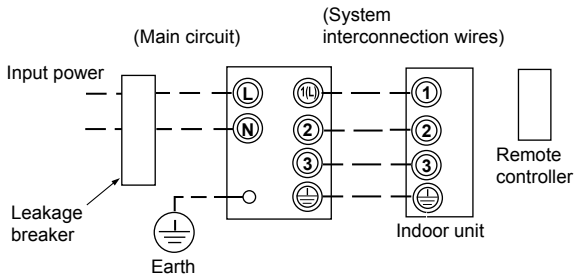 (Main circuit)
(System
interconnection wires)
Input power
L
N
1(L)
2
3
1
2
3
Remote
controller
Leakage
breaker
Earth
Indoor unit